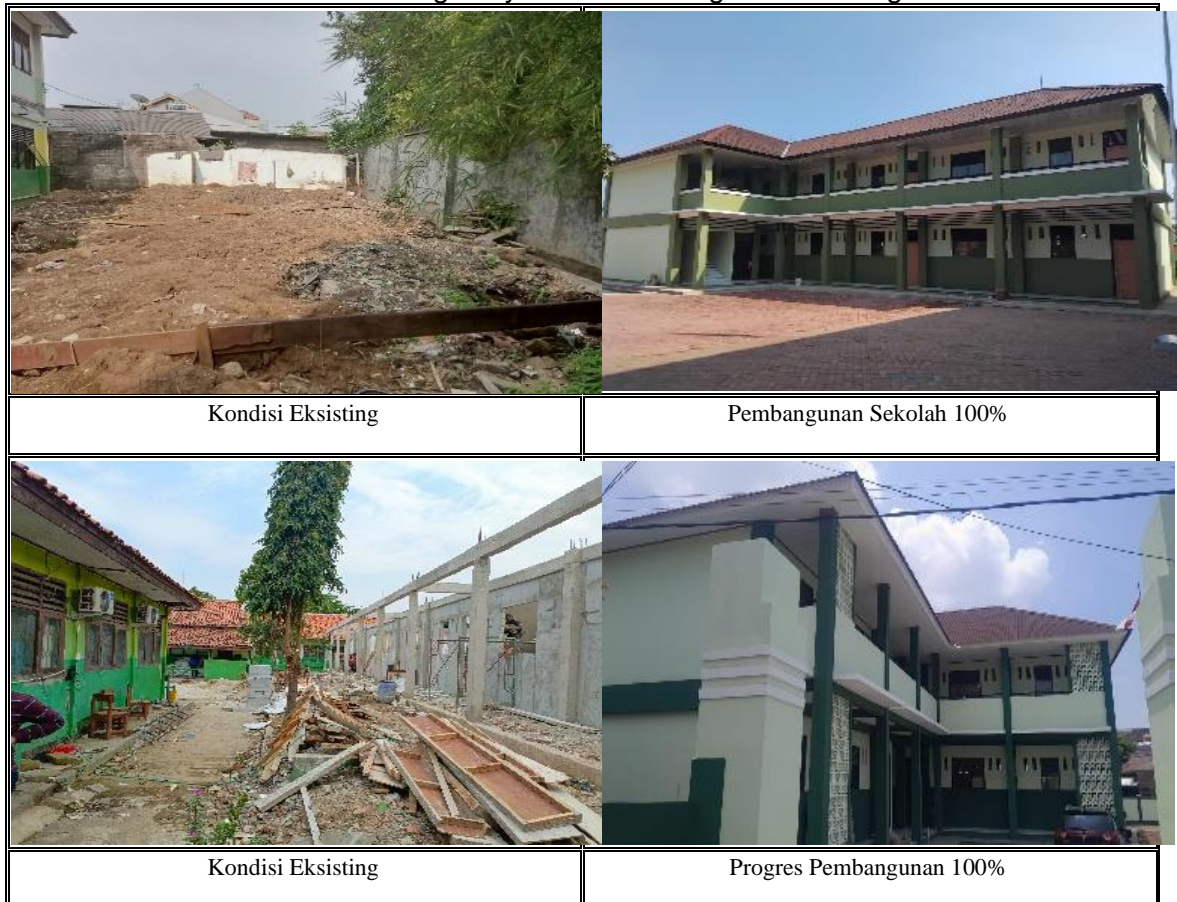 Kondisi Eksisting
Pembangunan Sekolah 100%
Kondisi Eksisting
Progres Pembangunan 100%